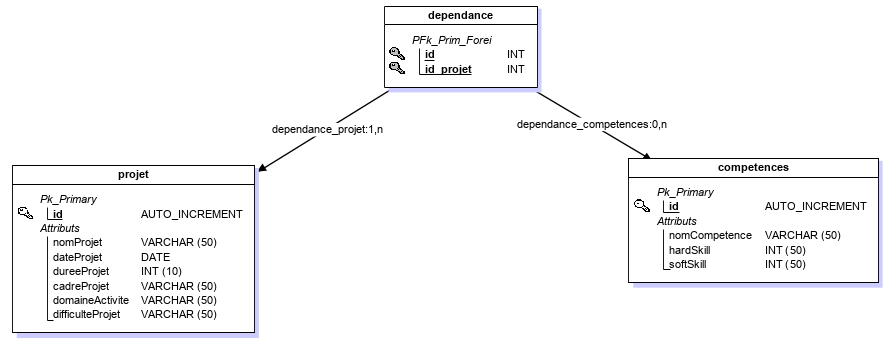 dependance
PFk_Prim_Forei
id INT
id_projet INT
dependance_projet:1,n
dependance_competences:0,n
projet
Pk_Primary
id AUTO_INCREMENT
Attributs
nomProjet VARCHAR (50)
dateProjet DATE
dureeProjet INT (10)
cadreProjet VARCHAR (50)
domaineActivite VARCHAR (50)
difficulteProjet VARCHAR (50)
competences
Pk_Primary
id AUTO_INCREMENT
Attributs
nomCompetence VARCHAR (50)
hardSkill INT (50)
softSkill INT (50)